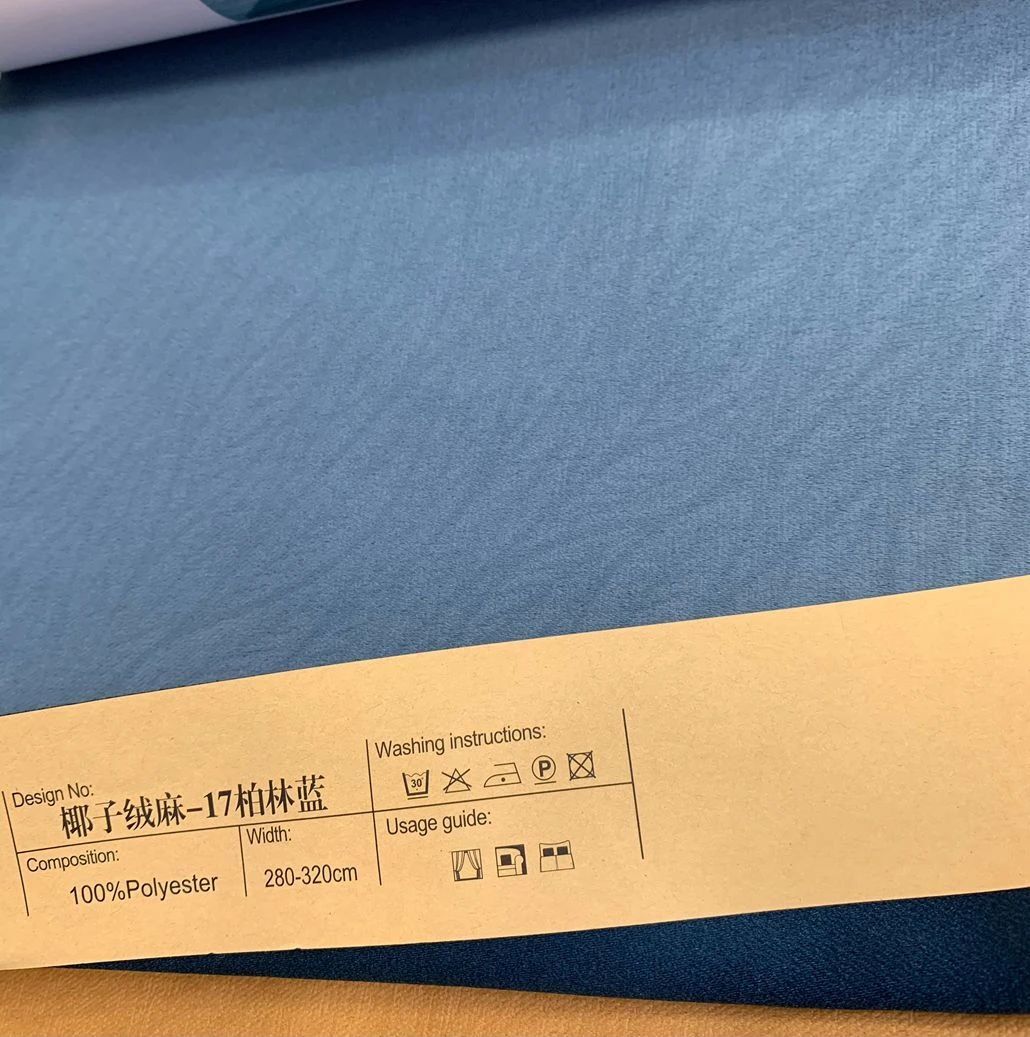 Design No:
椰子绒麻-17柏林蓝
Composition:
100%Polyester
Width:
280-320cm
Washing instructions:
30°
P
Usage guide: